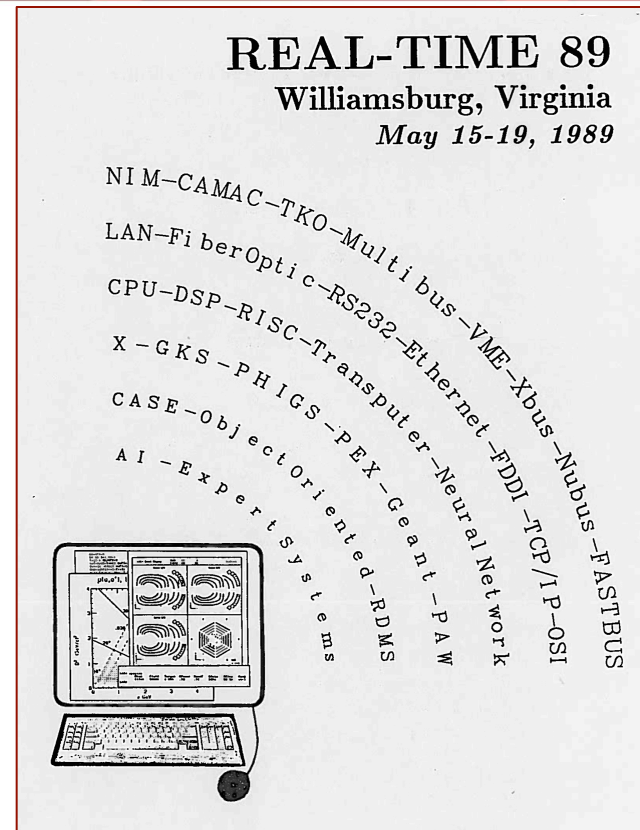 REAL-TIME 89
Williamsburg, Virginia
May 15-19, 1989
NIM-CAMAC-TKO-Multibus-VME-Xbus-Nubus-FASTBUS
LAN-FiberOptic-RS232-Ethernet-FDDI-TCP/IP-OSI
CPU-DSP-RISC-Transputer-Neural Network
X-GKS-PHIGS-PEX-Geant-PAW
CASE-ObjectOriented-RDMS
AI-ExpertSystems